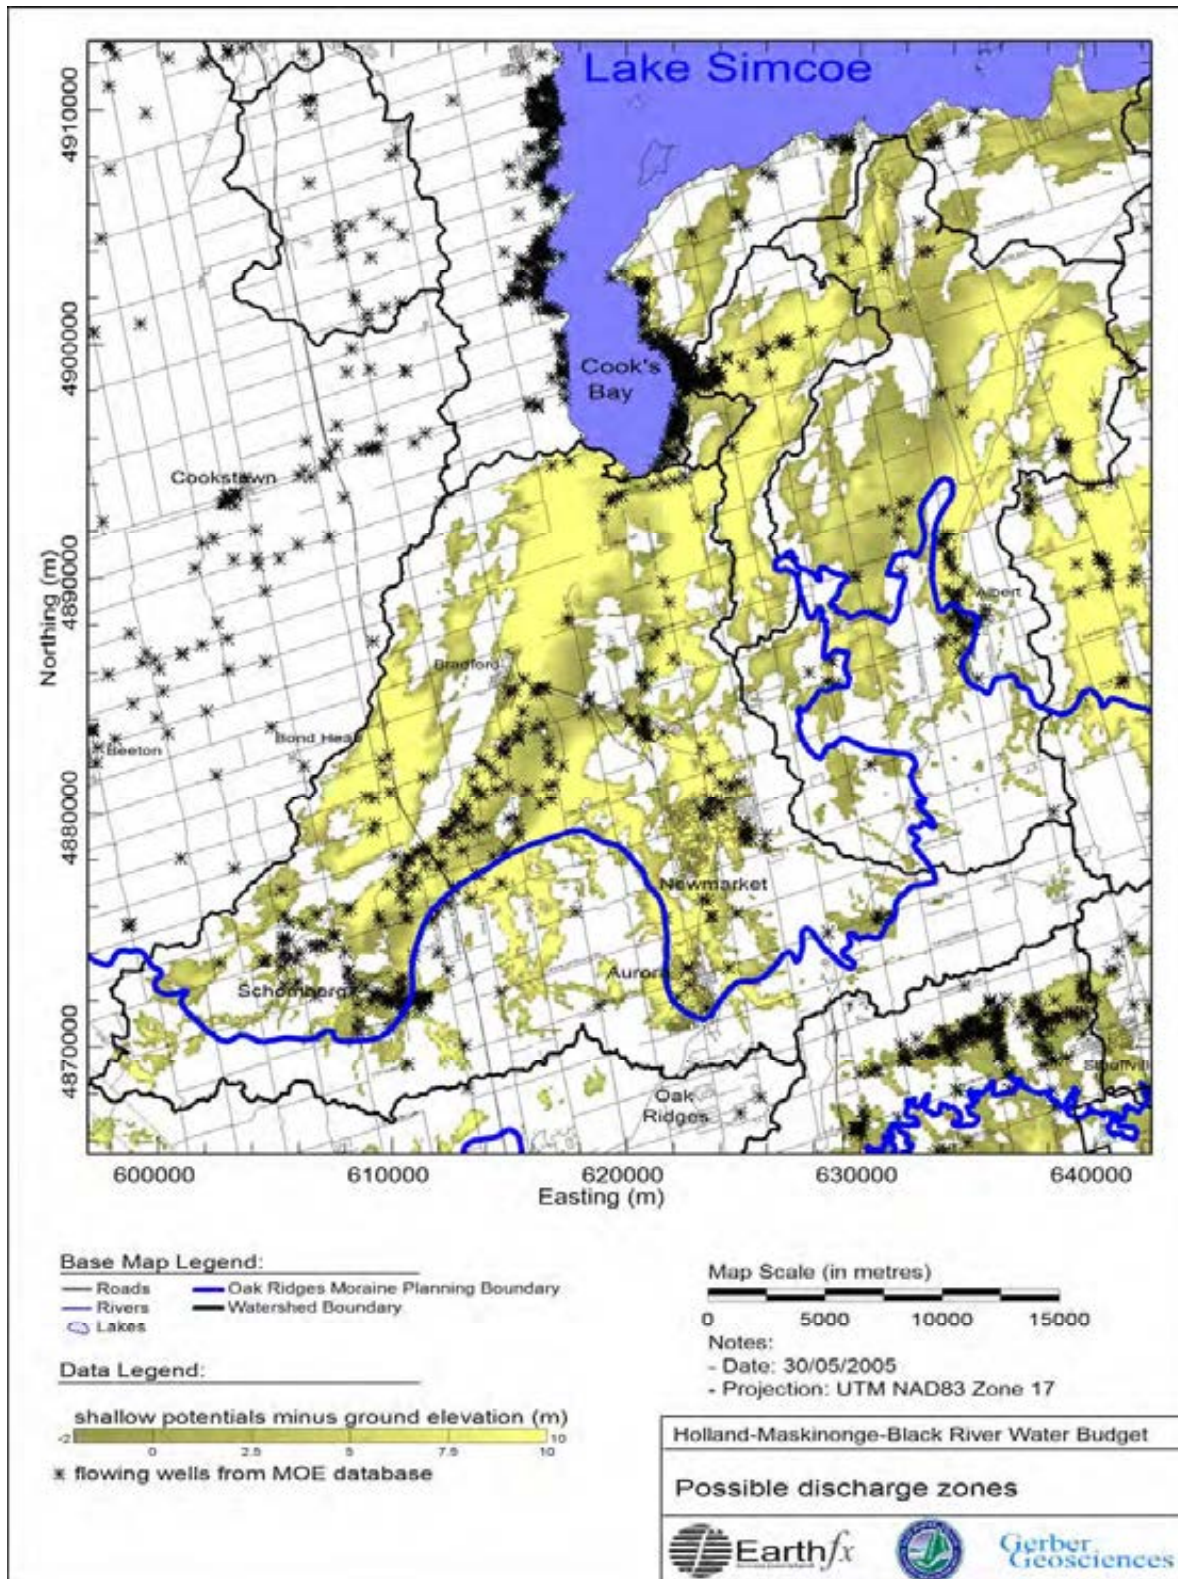 Lake Simcoe
4910000
4900000
Cook's
Bay
Cookstown
4890000
Northing (m)
Albert
Bradford
Bond Head
Beeton
4880000
Newmarket
Aurora
Schomberg
4870000
Stouffvill
Oak
Ridges
600000
610000
620000
630000
640000
Easting (m)
Base Map Legend:
Roads
Oak Ridges Moraine Planning Boundary
Rivers
Watershed Boundary
Lakes
Map Scale (in metres)
0 5000 10000 15000
Notes:
- Date: 30/05/2005
- Projection: UTM NAD83 Zone 17
Data Legend:
shallow potentials minus ground elevation (m)
-2 0 2.5 5 7.5 10
10
flowing wells from MOE database
Holland-Maskinonge-Black River Water Budget
Possible discharge zones
Earthfx
Gerber
Geosciences